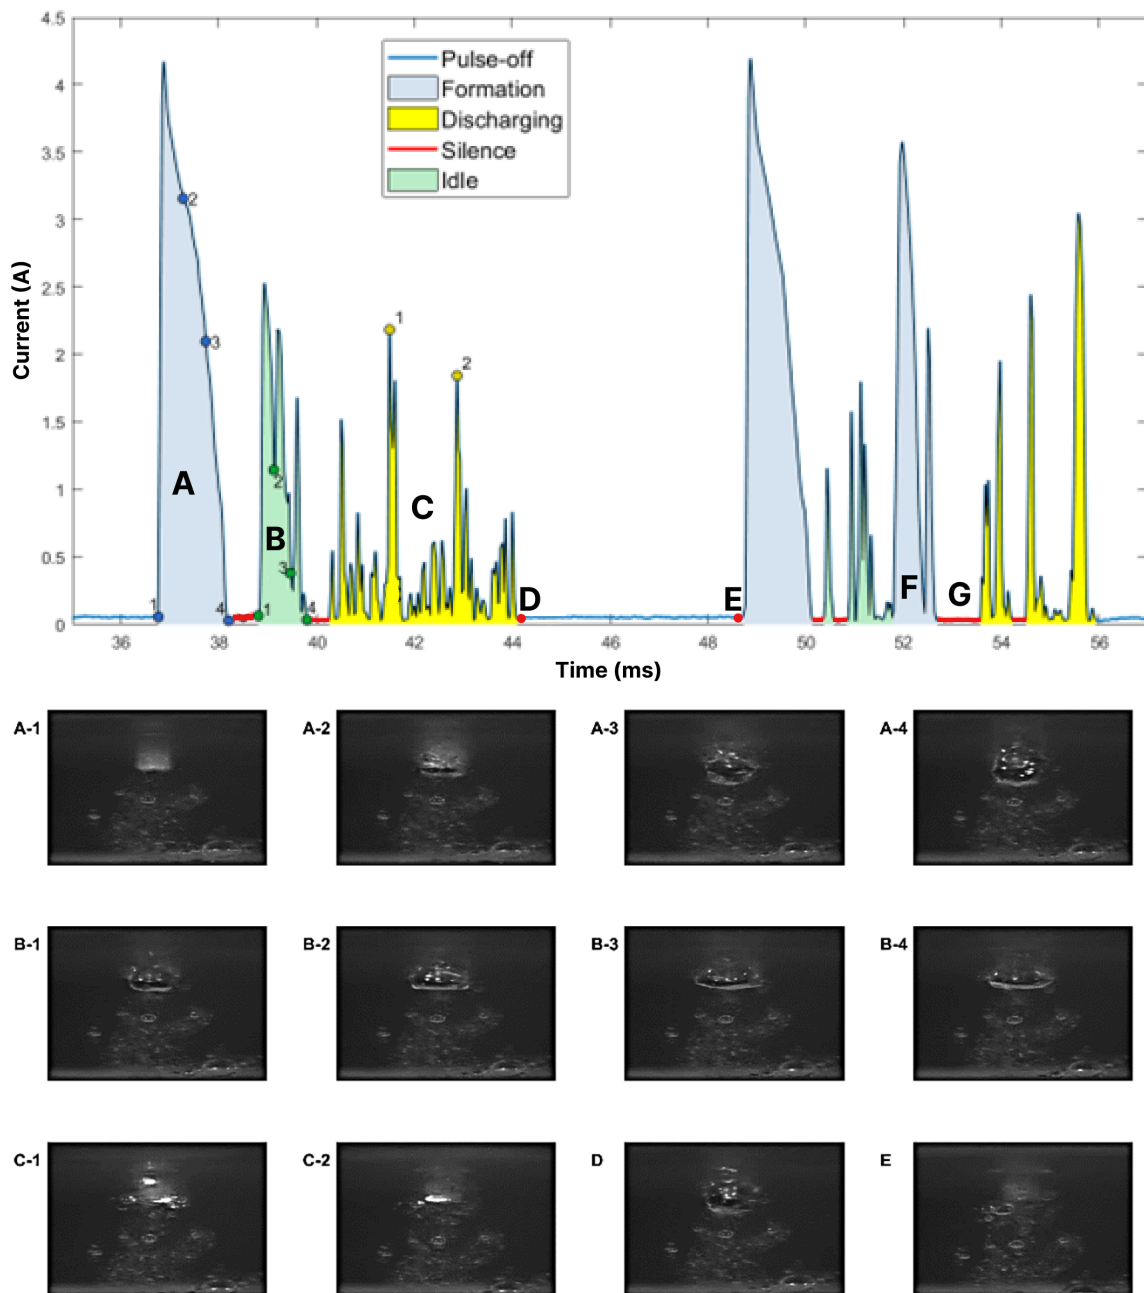 4.5
4
3.5
3
2.5
2
1.5
1
0.5
0
Current (A)
Pulse-off
Formation
Discharging
Silence
Idle
1
2
3
4
A
1
2
3
4
B
1
2
C
D
E
F
G
36 38 40 42 44 46 48 50 52 54 56
Time (ms)
A-1 A-2 A-3 A-4
B-1 B-2 B-3 B-4
C-1 C-2 D E